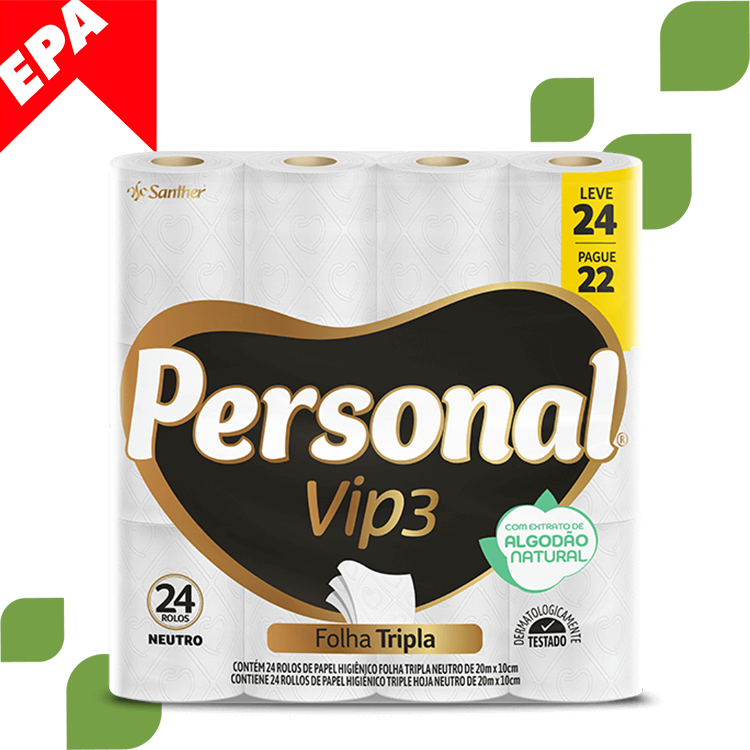 EPA
Santher
LEVE
24
PAGUE
22
Personal®
Vip3
COM EXTRATO DE
ALGODÃO
NATURAL
24
ROLOS
NEUTRO
Folha Tripla
DERMATOLOGICAMENTE
TESTADO
CONTÉM 24 ROLOS DE PAPEL HIGIÊNICO FOLHA TRIPLA NEUTRO DE 20m x 10cm
CONTIENE 24 ROLLOS DE PAPEL HIGIÉNICO TRIPLE HOJA NEUTRO DE 20m x 10cm